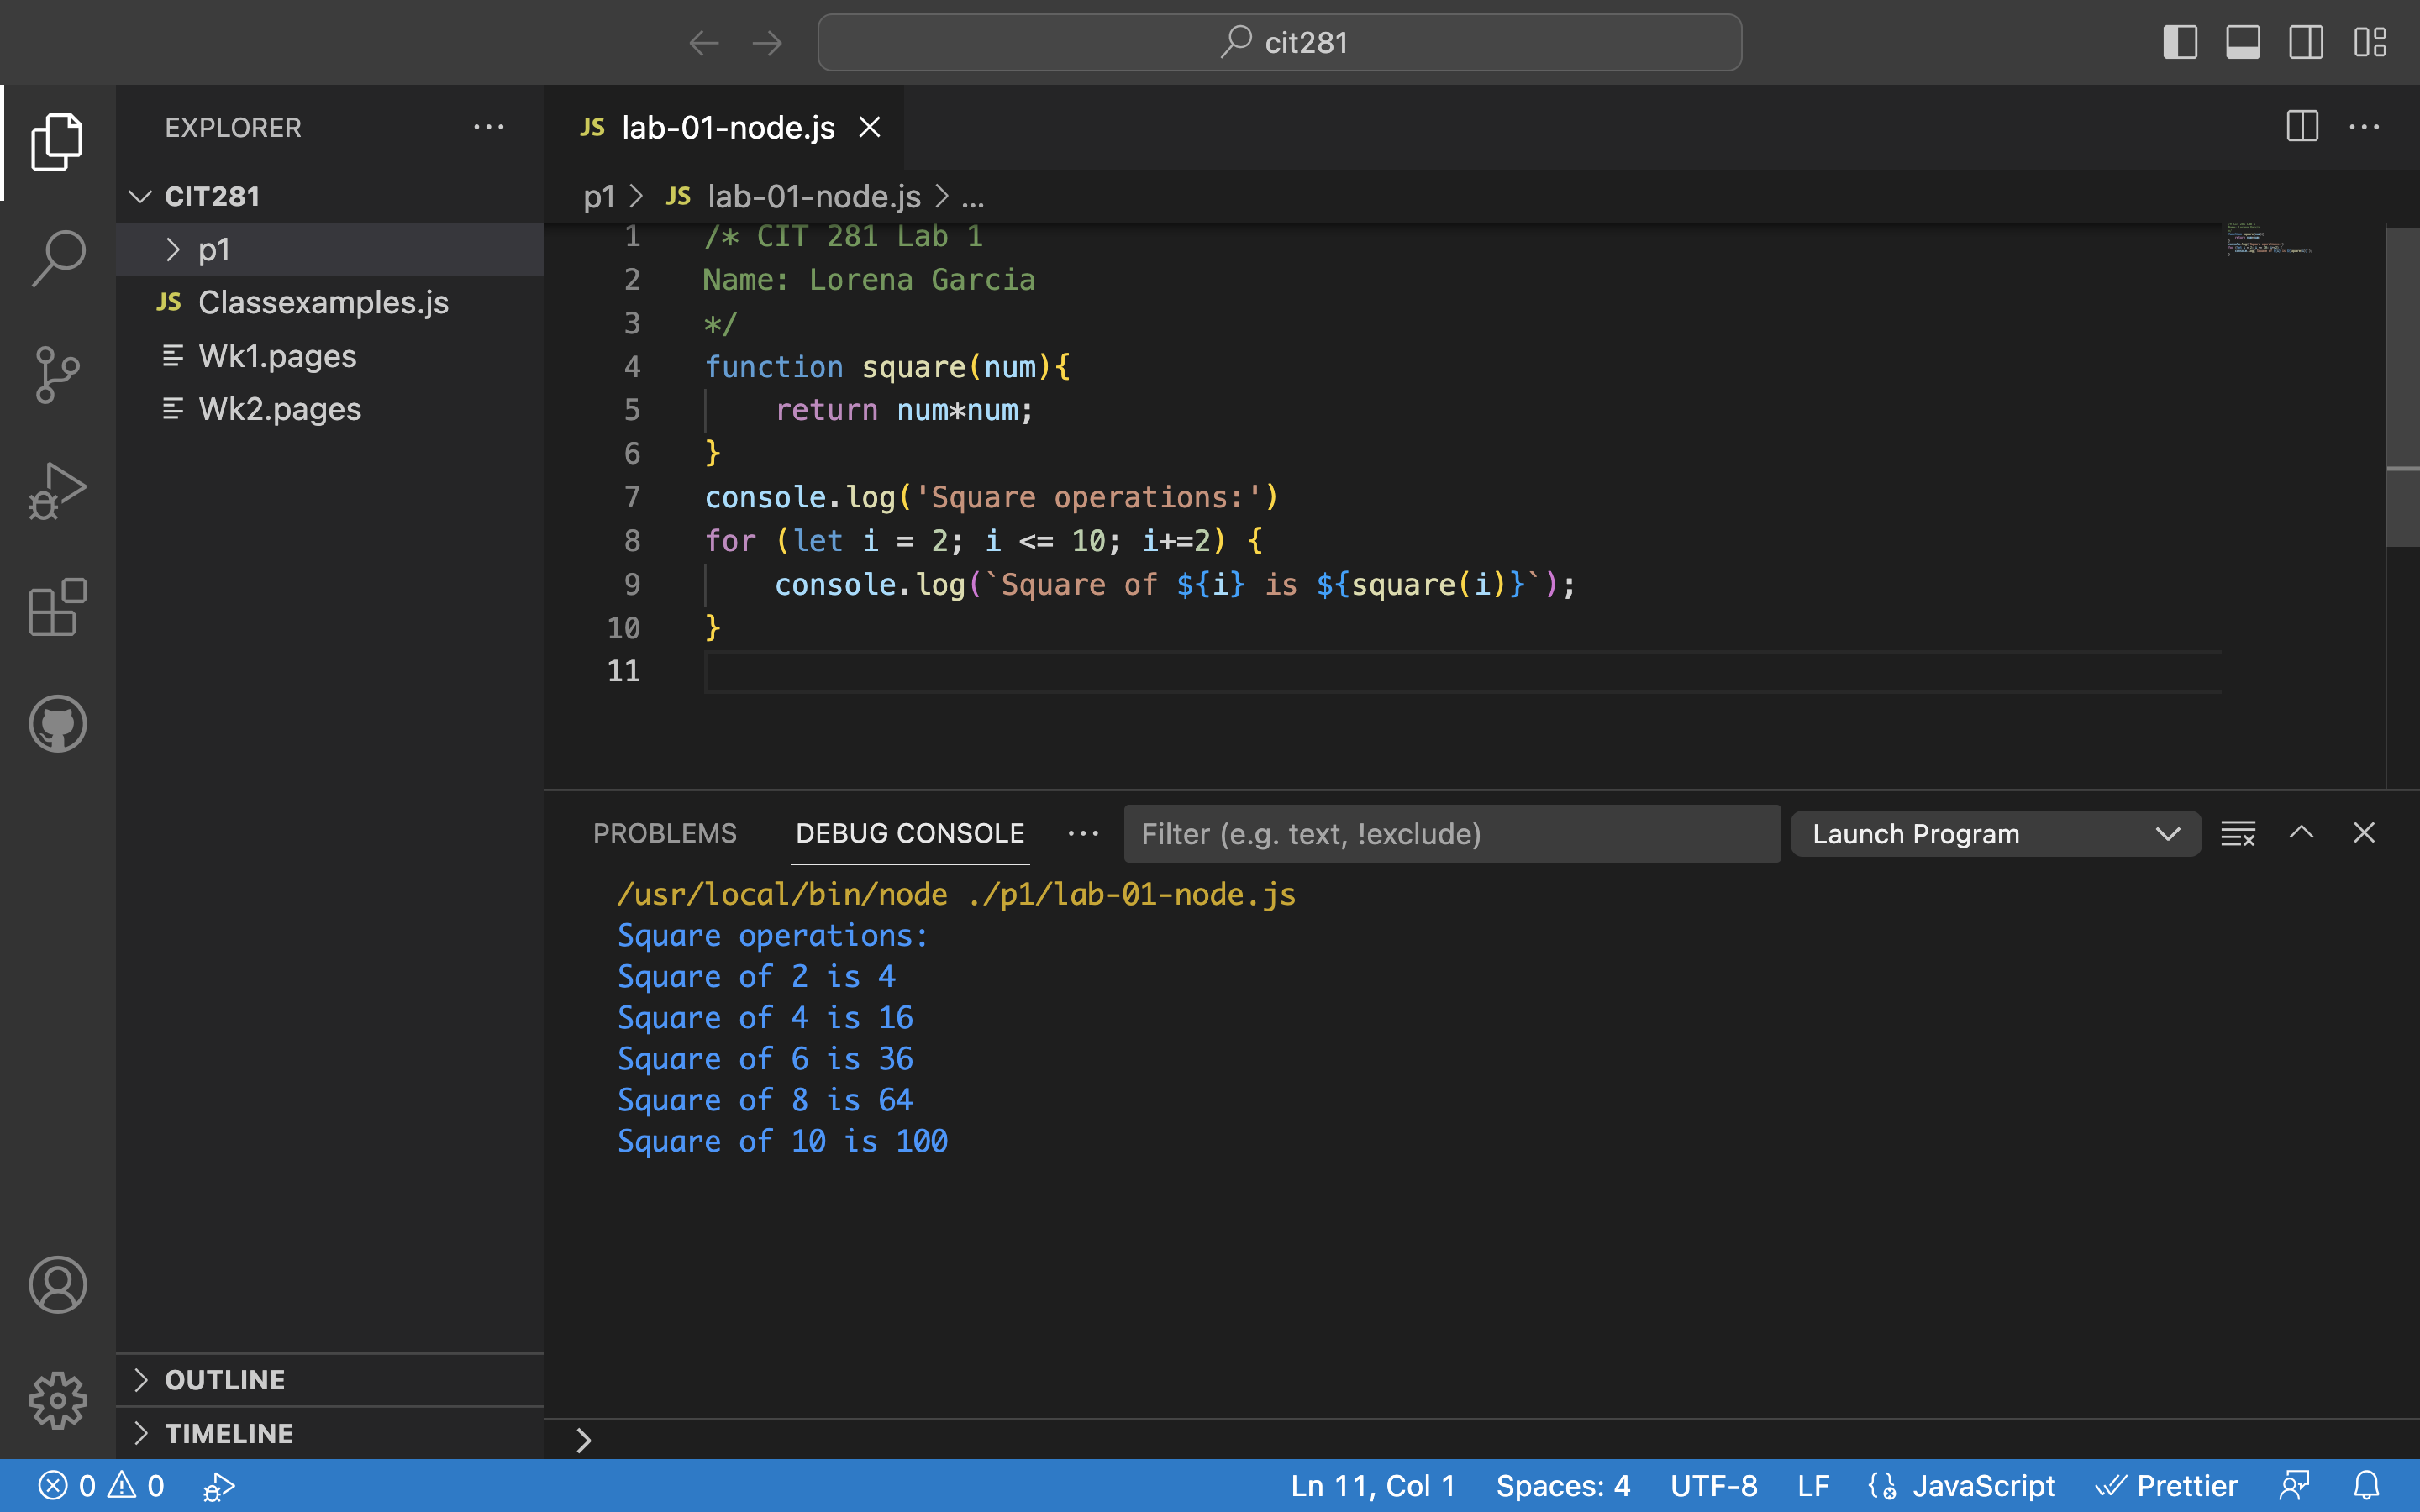 cit281
EXPLORER
JS lab-01-node.js
CIT281
p1 > JS lab-01-node.js > ...
p1
JS Classexamples.js
Wk1.pages
Wk2.pages
1 /* CIT 281 Lab 1
2 Name: Lorena Garcia
3 */
4 function square(num){
5 return num*num;
6 }
7 console.log('Square operations:')
8 for (let i = 2; i <= 10; i+=2) {
9 console.log(`Square of ${i} is ${square(i)}`);
10 }
11
PROBLEMS DEBUG CONSOLE ... Filter (e.g. text, !exclude) Launch Program
/usr/local/bin/node ./p1/lab-01-node.js
Square operations:
Square of 2 is 4
Square of 4 is 16
Square of 6 is 36
Square of 8 is 64
Square of 10 is 100
OUTLINE
TIMELINE
>
0 0 Ln 11, Col 1 Spaces: 4 UTF-8 LF JavaScript Prettier